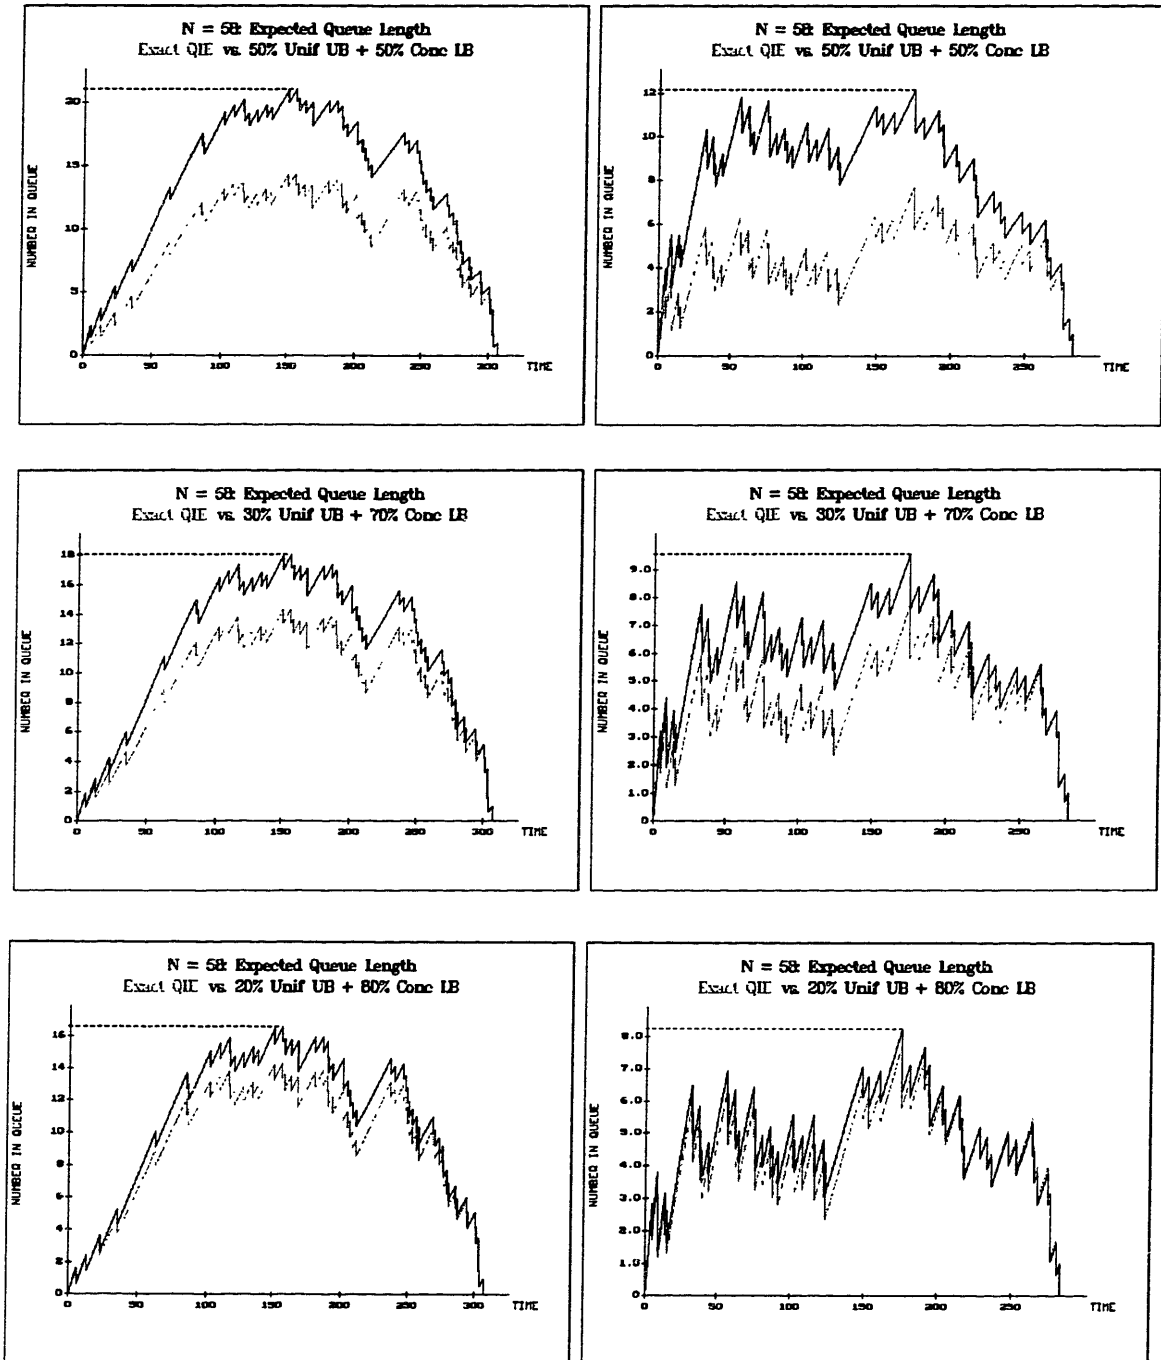 N = 58: Expected Queue Length
Exact QIE vs. 50% Unif UB + 50% Conc LB
NUMBER IN QUEUE
20
15
10
5
0
0 50 100 150 200 250 300 TIME
N = 58: Expected Queue Length
Exact QIE vs. 50% Unif UB + 50% Conc LB
NUMBER IN QUEUE
12
10
8
6
4
2
0
0 50 100 150 200 250 TIME
N = 58: Expected Queue Length
Exact QIE vs. 30% Unif UB + 70% Conc LB
NUMBER IN QUEUE
18
16
14
12
10
8
6
4
2
0
0 50 100 150 200 250 300 TIME
N = 58: Expected Queue Length
Exact QIE vs. 30% Unif UB + 70% Conc LB
NUMBER IN QUEUE
9.0
8.0
7.0
6.0
5.0
4.0
3.0
2.0
1.0
0
0 50 100 150 200 250 TIME
N = 58: Expected Queue Length
Exact QIE vs. 20% Unif UB + 80% Conc LB
NUMBER IN QUEUE
16
14
12
10
8
6
4
2
0
0 50 100 150 200 250 300 TIME
N = 58: Expected Queue Length
Exact QIE vs. 20% Unif UB + 80% Conc LB
NUMBER IN QUEUE
8.0
7.0
6.0
5.0
4.0
3.0
2.0
1.0
0
0 50 100 150 200 250 TIME